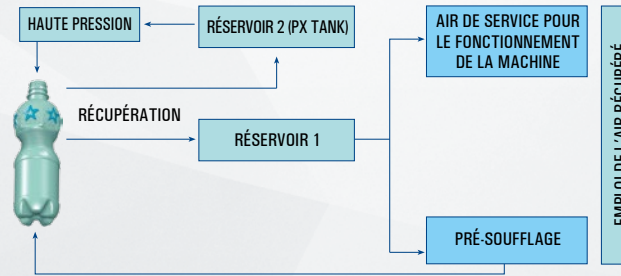 HAUTE PRESSION
RÉSERVOIR 2 (PX TANK)
AIR DE SERVICE POUR
LE FONCTIONNEMENT
DE LA MACHINE
RÉCUPÉRATION
RÉSERVOIR 1
PRÉ-SOUFFLAGE
EMPLOI DE L'AIR RÉCUPÉRÉ